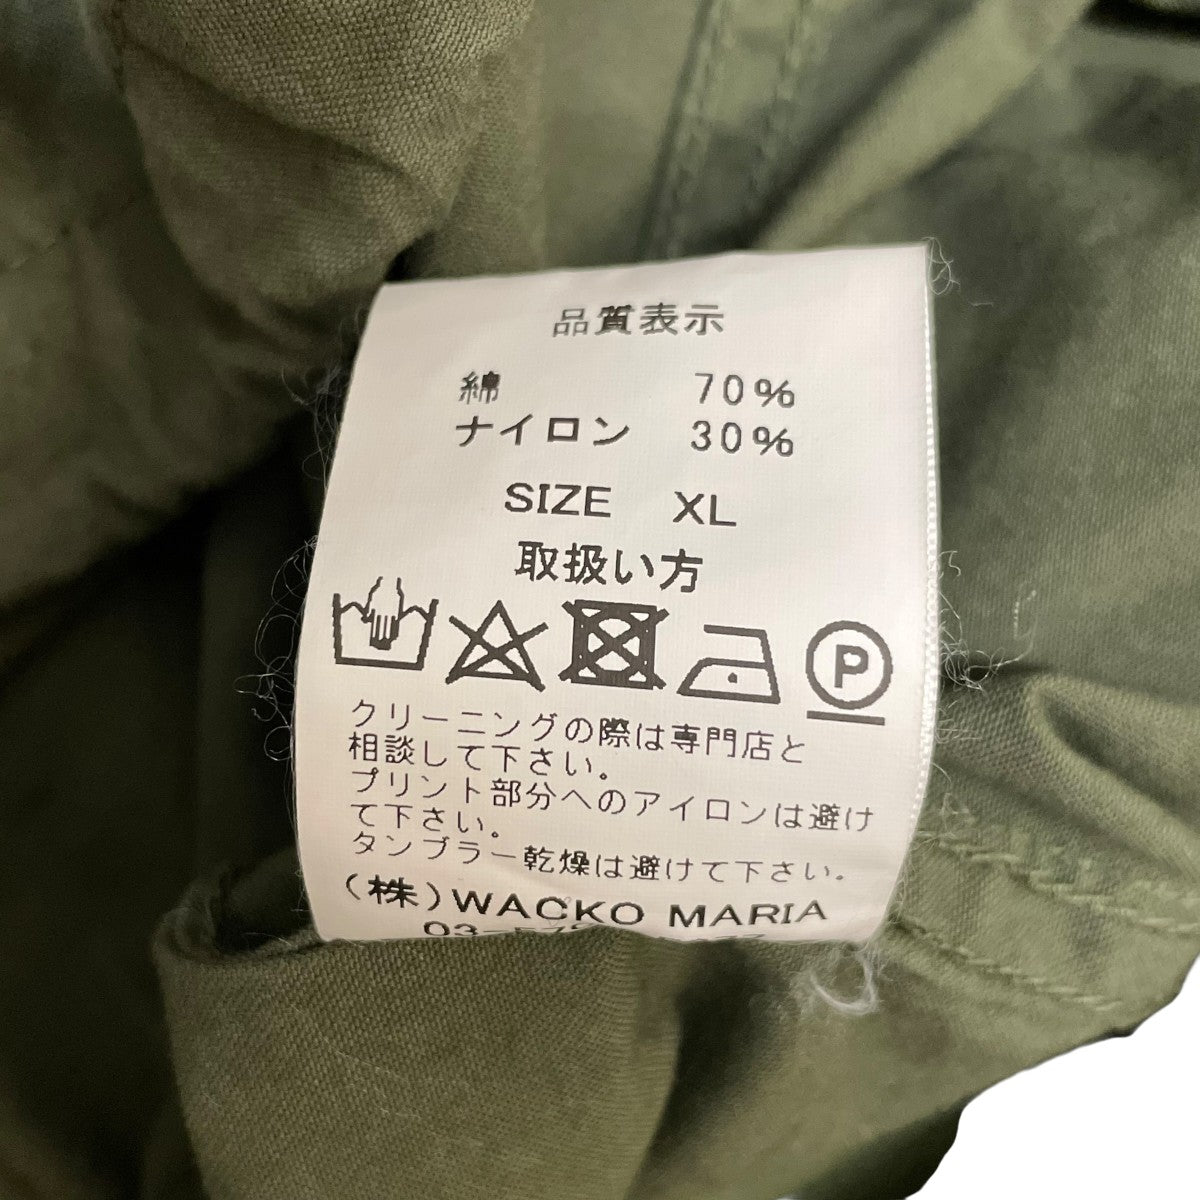 品質表示
綿 70%
ナイロン 30%
SIZE XL
取扱い方
P
クリーニングの際は専門店と
相談して下さい。
プリント部分へのアイロンは避け
て下さい。
タンブラー乾燥は避けて下さい。
(株)WACKO MARIA